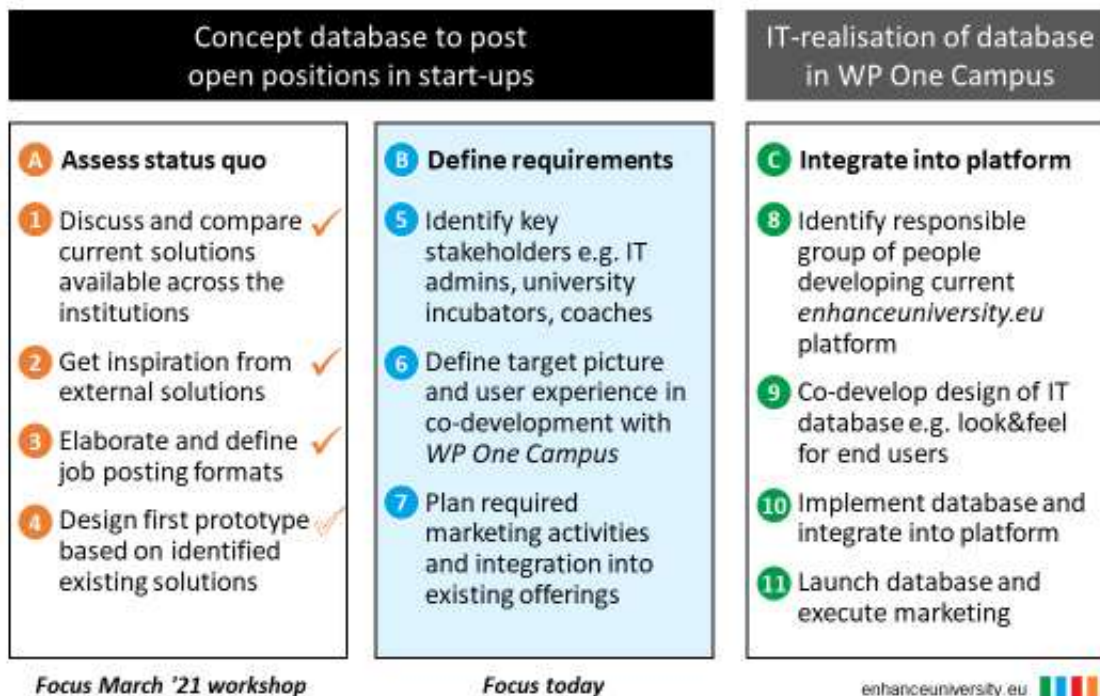 Concept database to post
open positions in start-ups
IT-realisation of database
in WP One Campus
A Assess status quo
1 Discuss and compare
current solutions
available across the
institutions
2 Get inspiration from
external solutions
3 Elaborate and define
job posting formats
4 Design first prototype
based on identified
existing solutions
Focus March '21 workshop
B Define requirements
5 Identify key
stakeholders e.g. IT
admins, university
incubators, coaches
6 Define target picture
and user experience in
co-development with
WP One Campus
7 Plan required
marketing activities
and integration into
existing offerings
Focus today
C Integrate into platform
8 Identify responsible
group of people
developing current
enhanceuniversity.eu
platform
9 Co-develop design of IT
database e.g. look&feel
for end users
10 Implement database and
integrate into platform
11 Launch database and
execute marketing
enhanceuniversity.eu